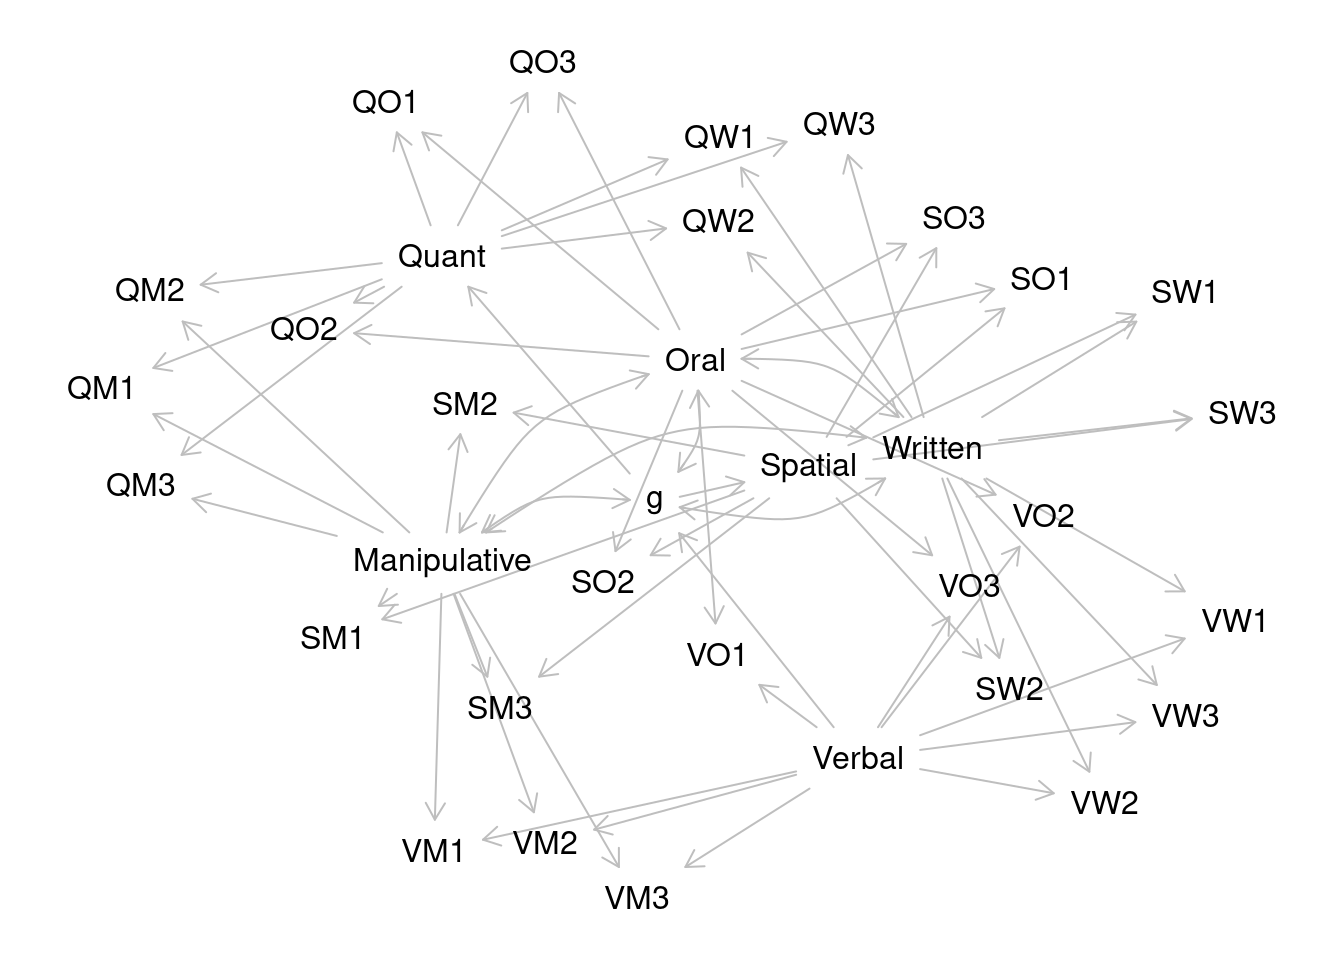 QO3
QO1
QW3
QW1
SO3
QW2
Quant
SO1
QM2
SW1
QO2
Oral
QM1
SM2
SW3
Written
Spatial
QM3
g
VO2
Manipulative
SO2
VO3
VW1
SM1
VO1
SW2
SM3
VW3
Verbal
VW2
VM2
VM1
VM3